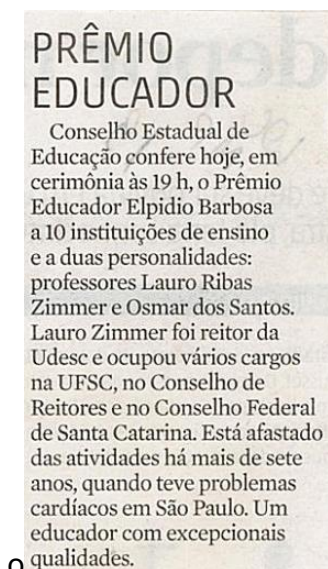 PRÊMIO
EDUCADOR
Conselho Estadual de
Educação confere hoje, em
cerimônia às 19 h, o Prêmio
Educador Elpidio Barbosa
a 10 instituições de ensino
e a duas personalidades:
professores Lauro Ribas
Zimmer e Osmar dos Santos.
Lauro Zimmer foi reitor da
Udesc e ocupou vários cargos
na UFSC, no Conselho de
Reitores e no Conselho Federal
de Santa Catarina. Está afastado
das atividades há mais de sete
anos, quando teve problemas
cardíacos em São Paulo. Um
educador com excepcionais
qualidades.